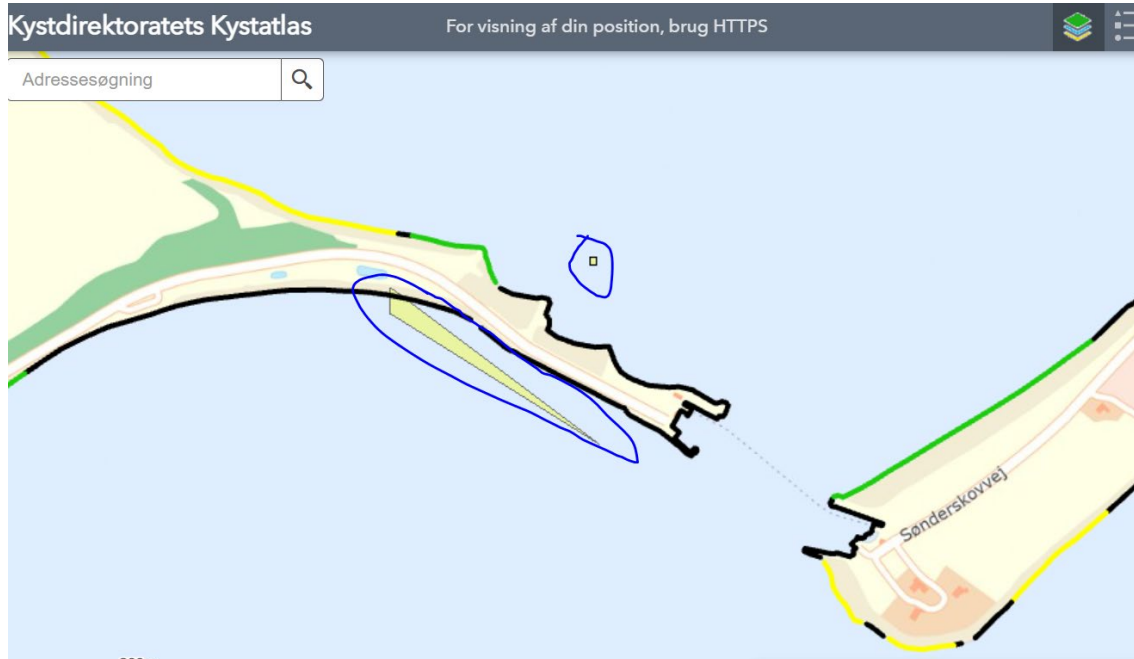 Kystdirektoratets Kystatlas
For visning af din position, brug HTTPS
Adressesøgning
Sønderskovvej